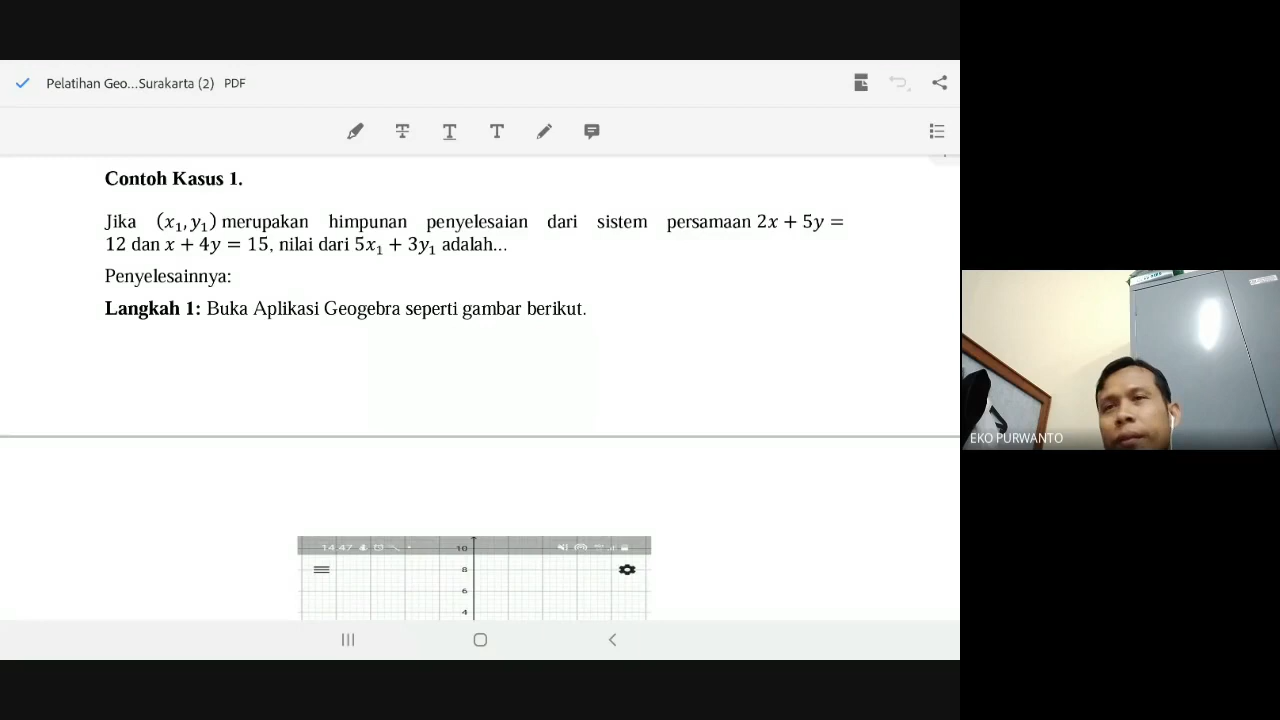 Pelatihan Geo...Surakarta (2) PDF
Contoh Kasus 1.
Jika (x₁, y₁) merupakan himpunan penyelesaian dari sistem persamaan 2x + 5y =
12 dan x + 4y = 15, nilai dari 5x₁ + 3y₁ adalah...
Penyelesainnya:
Langkah 1: Buka Aplikasi Geogebra seperti gambar berikut.
14.47
10
8
6
4
EKO PURWANTO